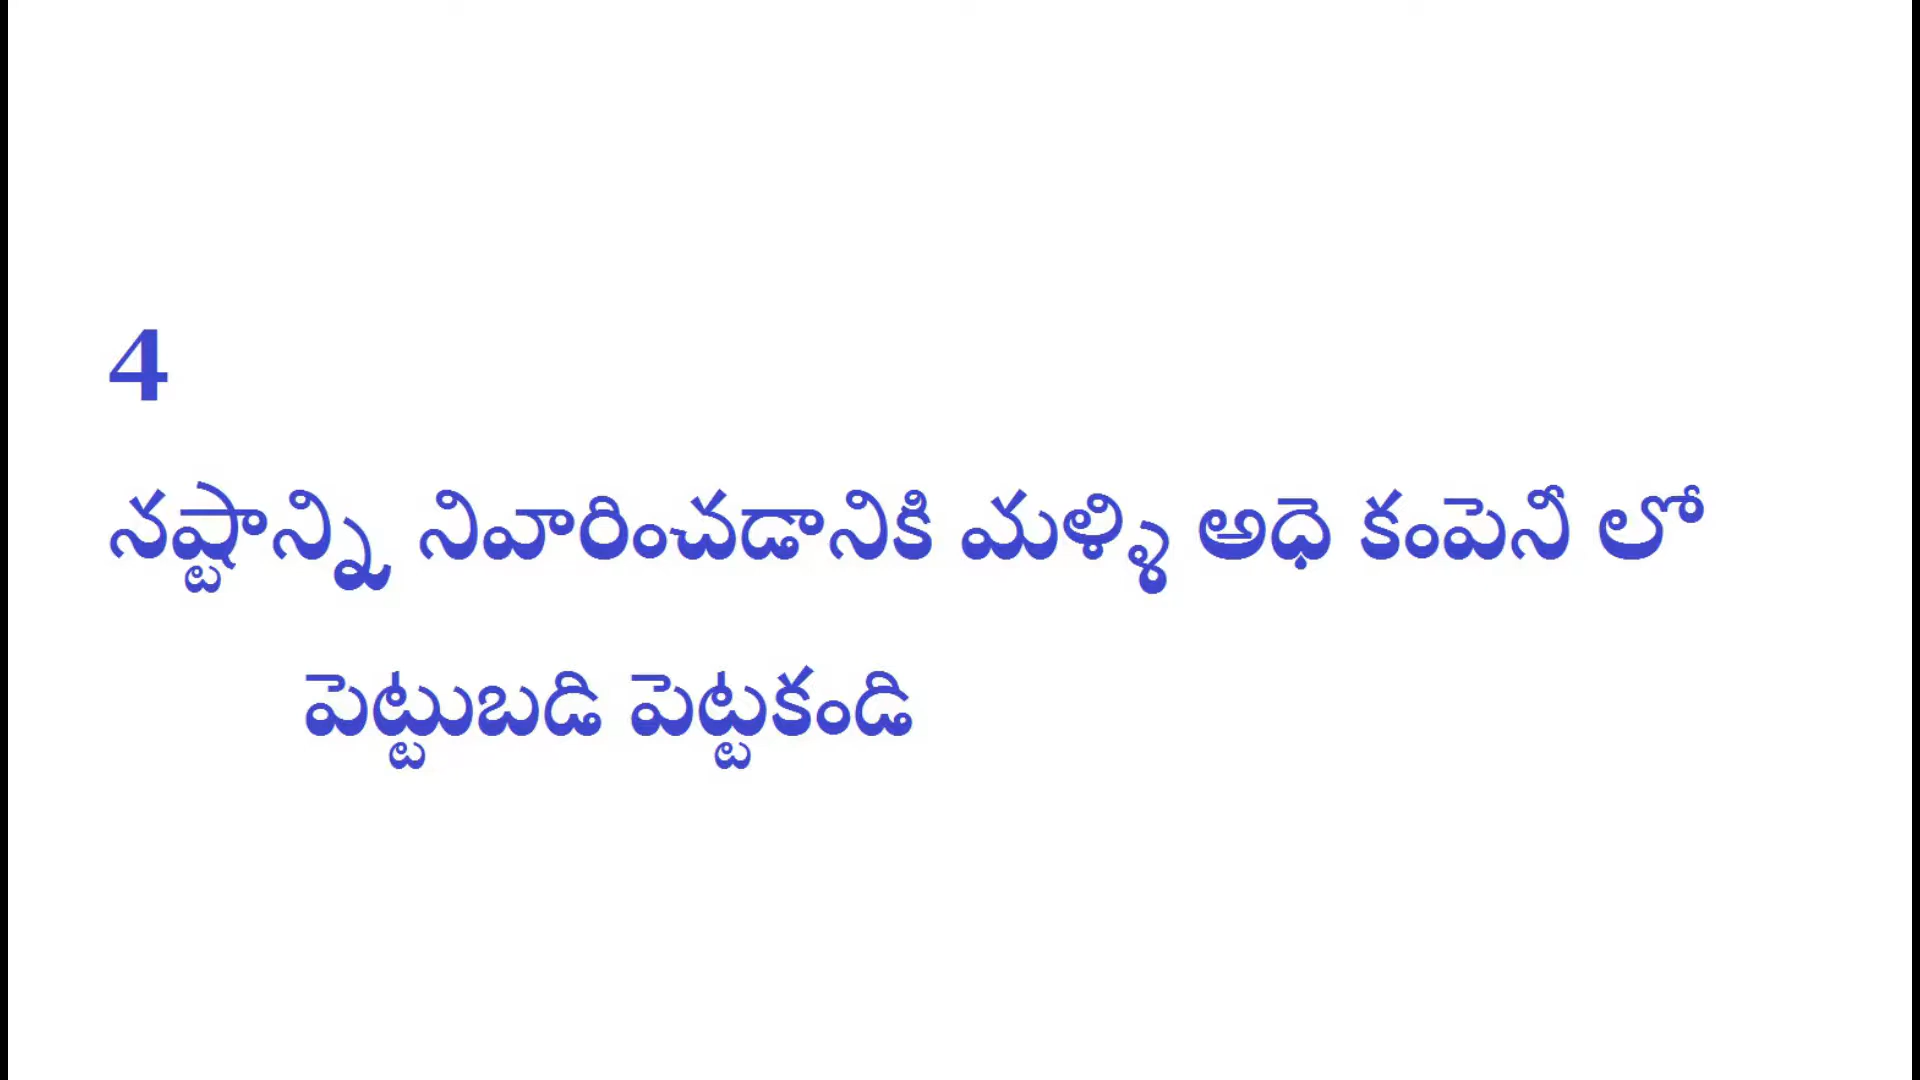 4
నష్టాన్ని నివారించడానికి మళ్ళి అధె కంపెనీ లో
పెట్టుబడి పెట్టకండి